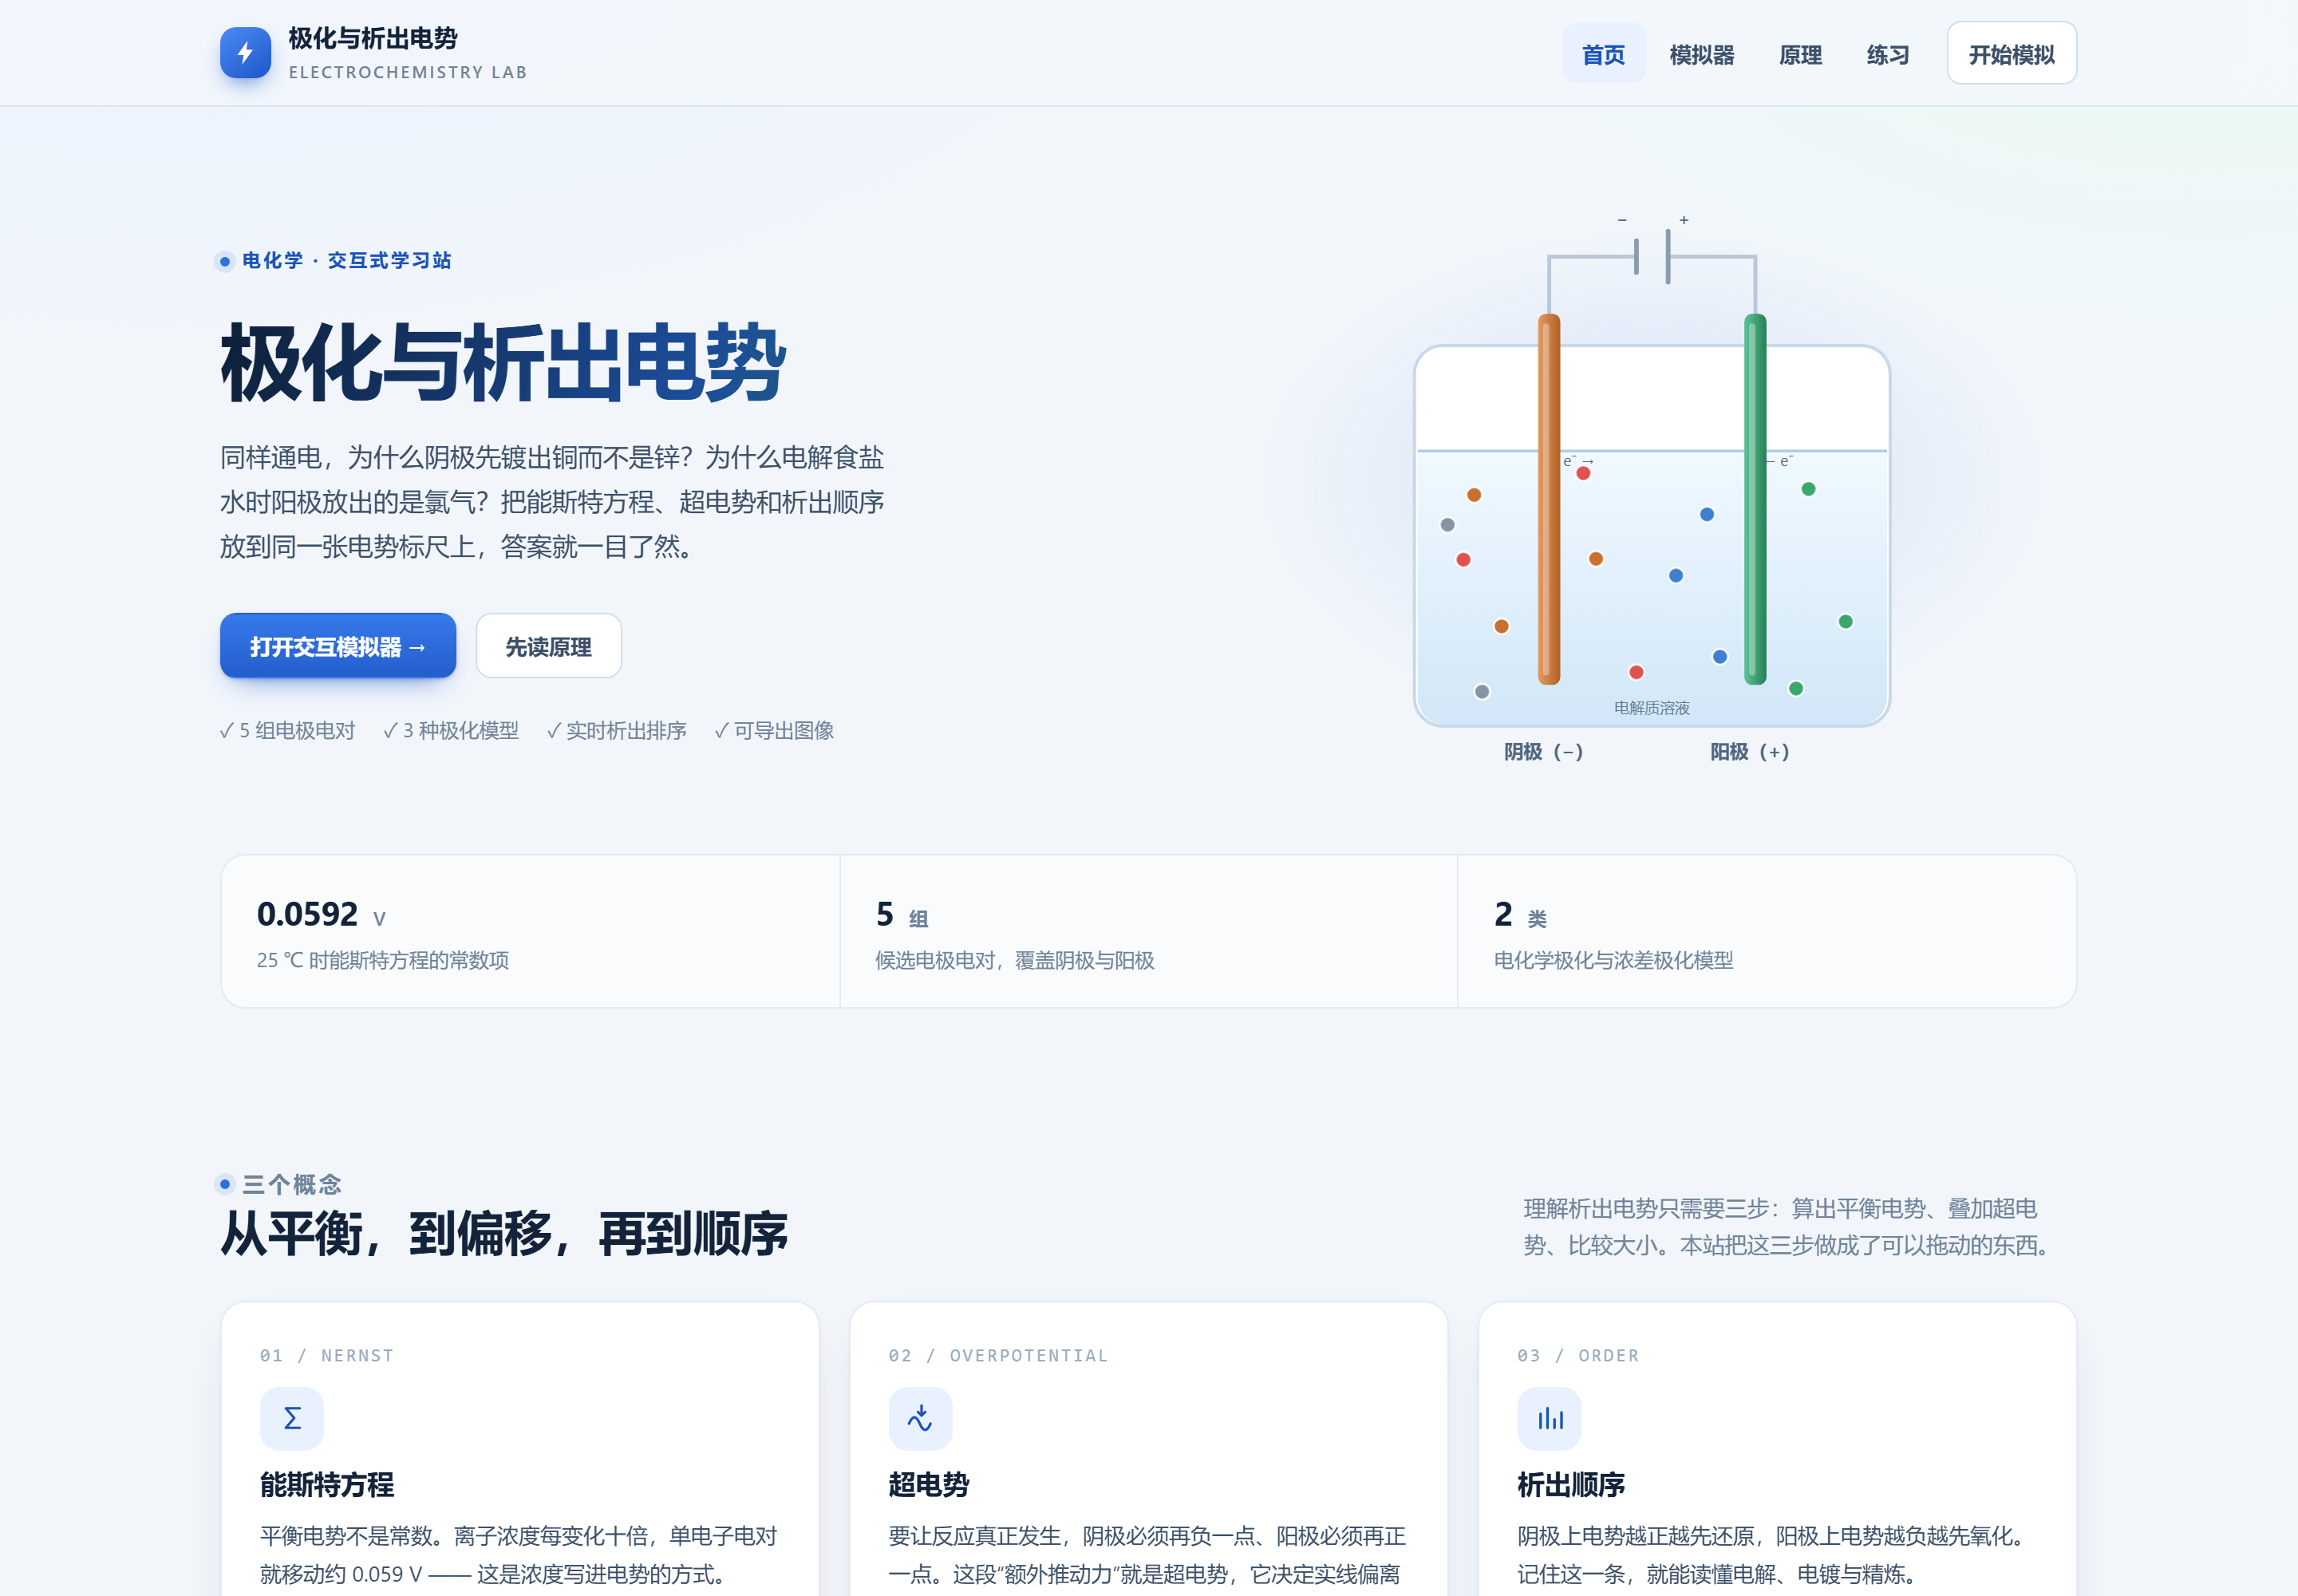 极化与析出电势
ELECTROCHEMISTRY LAB
首页
模拟器
原理
练习
开始模拟
电化学 · 交互式学习站
极化与析出电势
同样通电，为什么阴极先镀出铜而不是锌？为什么电解食盐
水时阳极放出的是氯气？把能斯特方程、超电势和析出顺序
放到同一张电势标尺上，答案就一目了然。
打开交互模拟器 →
先读原理
✓ 5 组电极电对
✓ 3 种极化模型
✓ 实时析出排序
✓ 可导出图像
− +
e⁻ →
← e⁻
电解质溶液
阴极（−）
阳极（+）
0.0592 V
25 ℃ 时能斯特方程的常数项
5 组
候选电极电对，覆盖阴极与阳极
2 类
电化学极化与浓差极化模型
三个概念
从平衡，到偏移，再到顺序
理解析出电势只需要三步：算出平衡电势、叠加超电
势、比较大小。本站把这三步做成了可以拖动的东西。
01 / NERNST
Σ
能斯特方程
平衡电势不是常数。离子浓度每变化十倍，单电子电对
就移动约 0.059 V —— 这是浓度写进电势的方式。
02 / OVERPOTENTIAL
超电势
要让反应真正发生，阴极必须再负一点、阳极必须再正
一点。这段“额外推动力”就是超电势，它决定实线偏离
03 / ORDER
析出顺序
阴极上电势越正越先还原，阳极上电势越负越先氧化。
记住这一条，就能读懂电解、电镀与精炼。